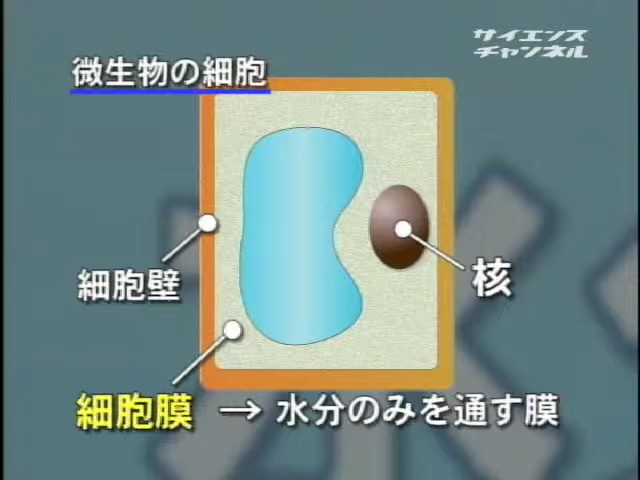 サイエンス
チャンネル
微生物の細胞
細胞壁
核
細胞膜 → 水分のみを通す膜